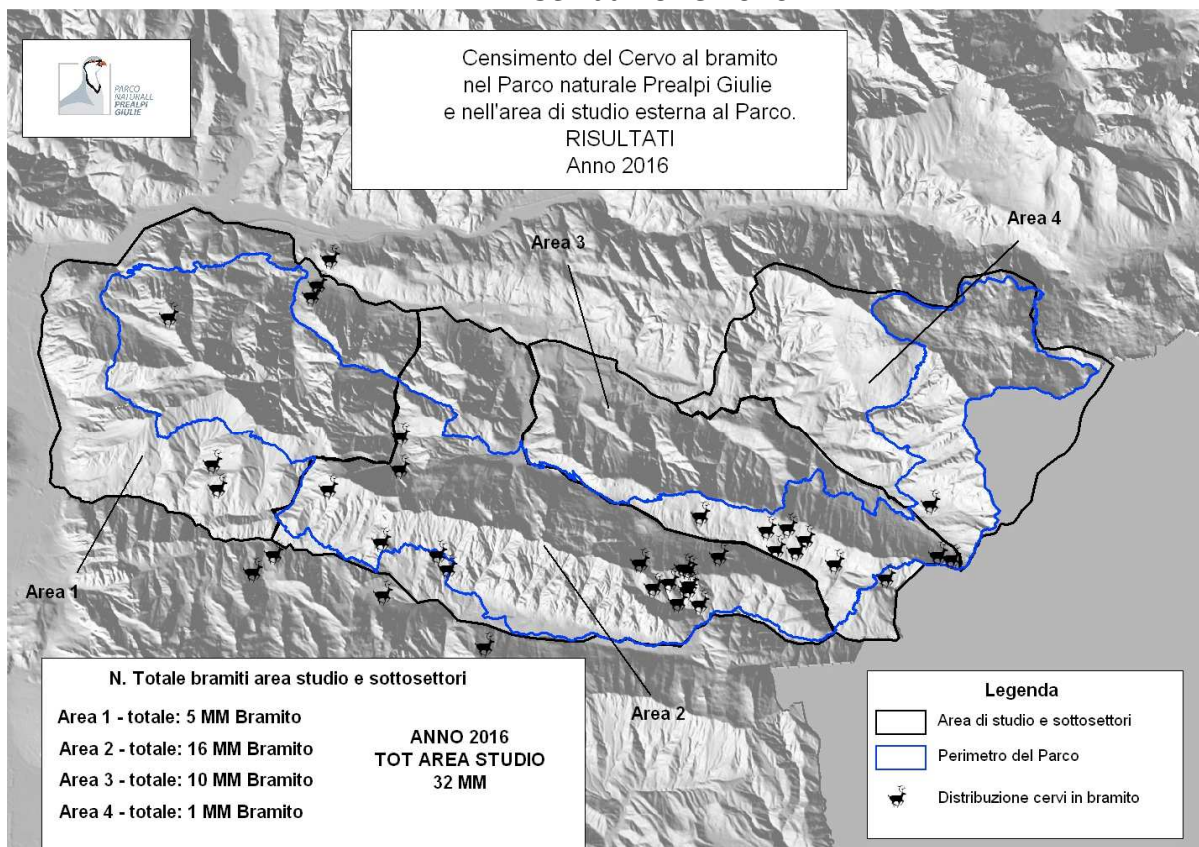 PARCO
NATURALE
PREALPI
GIULIE
Censimento del Cervo al bramito
nel Parco naturale Prealpi Giulie
e nell'area di studio esterna al Parco.
RISULTATI
Anno 2016
Area 4
Area 3
Area 1
Area 2
N. Totale bramiti area studio e sottosettori
Area 1 - totale: 5 MM Bramito
Area 2 - totale: 16 MM Bramito
Area 3 - totale: 10 MM Bramito
Area 4 - totale: 1 MM Bramito
ANNO 2016
TOT AREA STUDIO
32 MM
Legenda
Area di studio e sottosettori
Perimetro del Parco
Distribuzione cervi in bramito